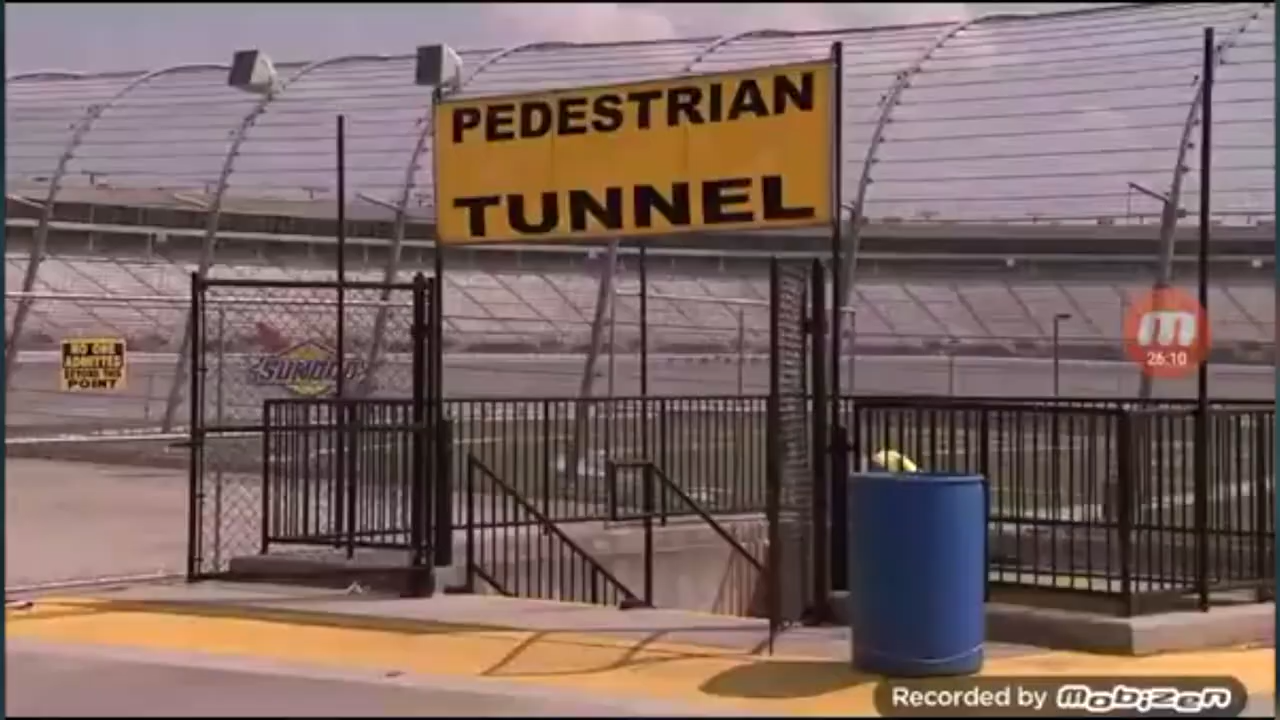 PEDESTRIAN
TUNNEL
NO ONE
ADMITTED
BEYOND THIS
POINT
SUNOCO
26:10
Recorded by Mobizen